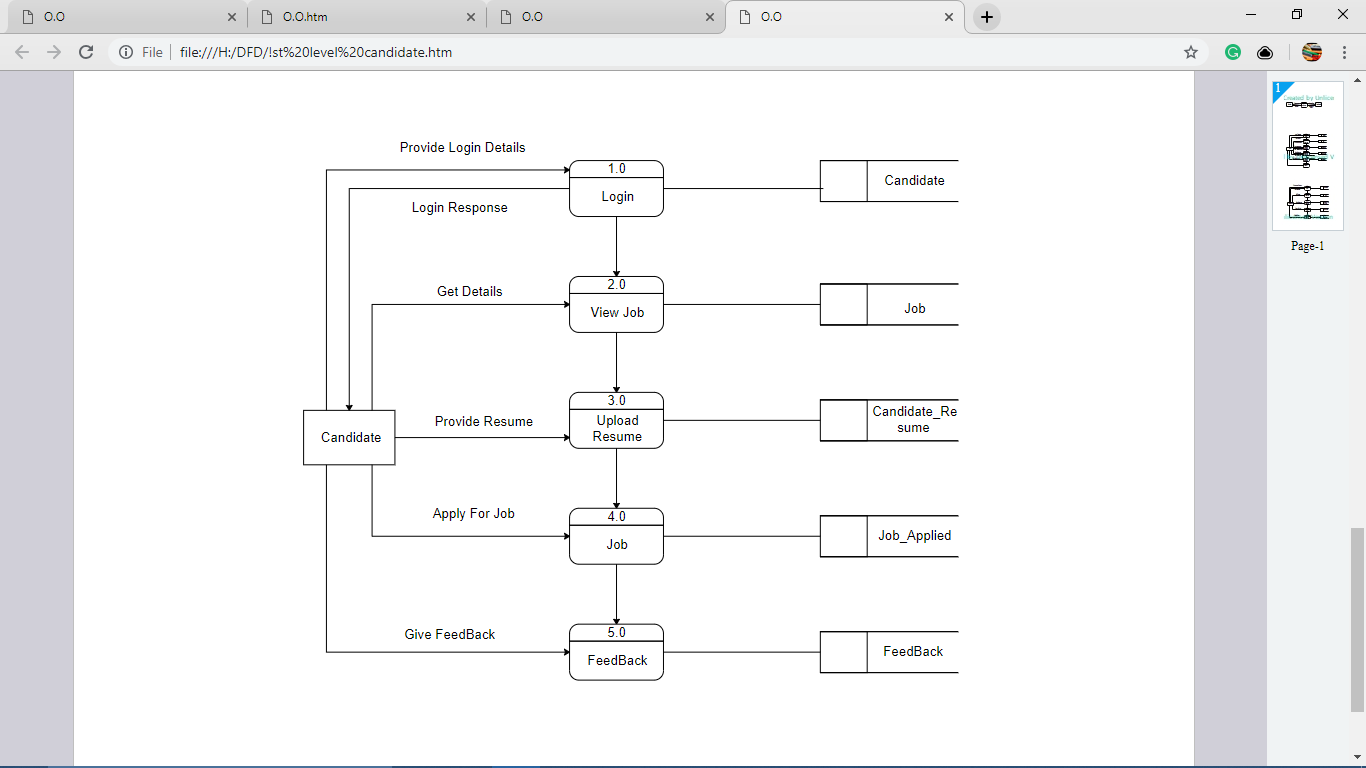 O.O
O.O.htm
O.O
O.O
File
file:///H:/DFD/!st%20level%20candidate.htm
1
Page-1
Provide Login Details
1.0
Login
Candidate
Login Response
Get Details
2.0
View Job
Job
3.0
Upload
Resume
Candidate_Re
sume
Provide Resume
Candidate
Apply For Job
4.0
Job
Job_Applied
Give FeedBack
5.0
FeedBack
FeedBack